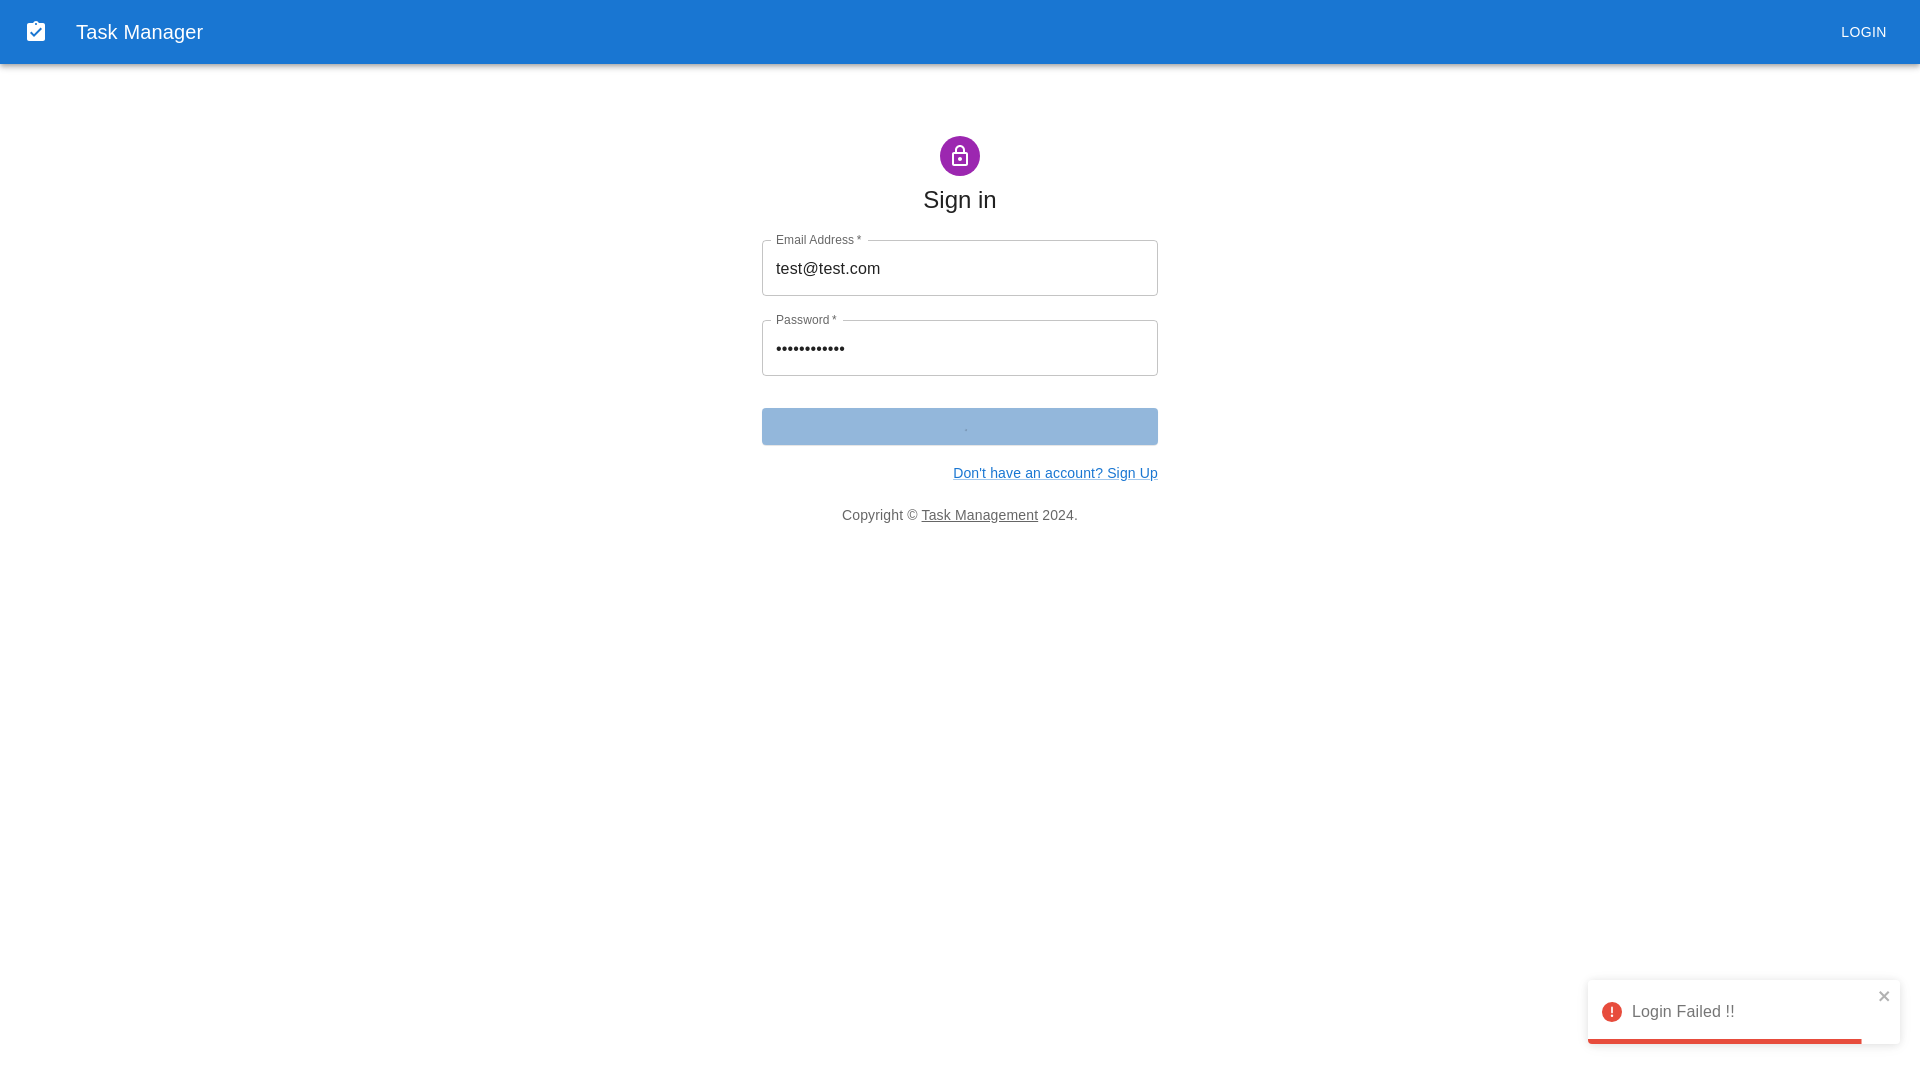 Task Manager
LOGIN
Sign in
Email Address *
test@test.com
Password *
••••••••••••
Don't have an account? Sign Up
Copyright © Task Management 2024.
Login Failed !!